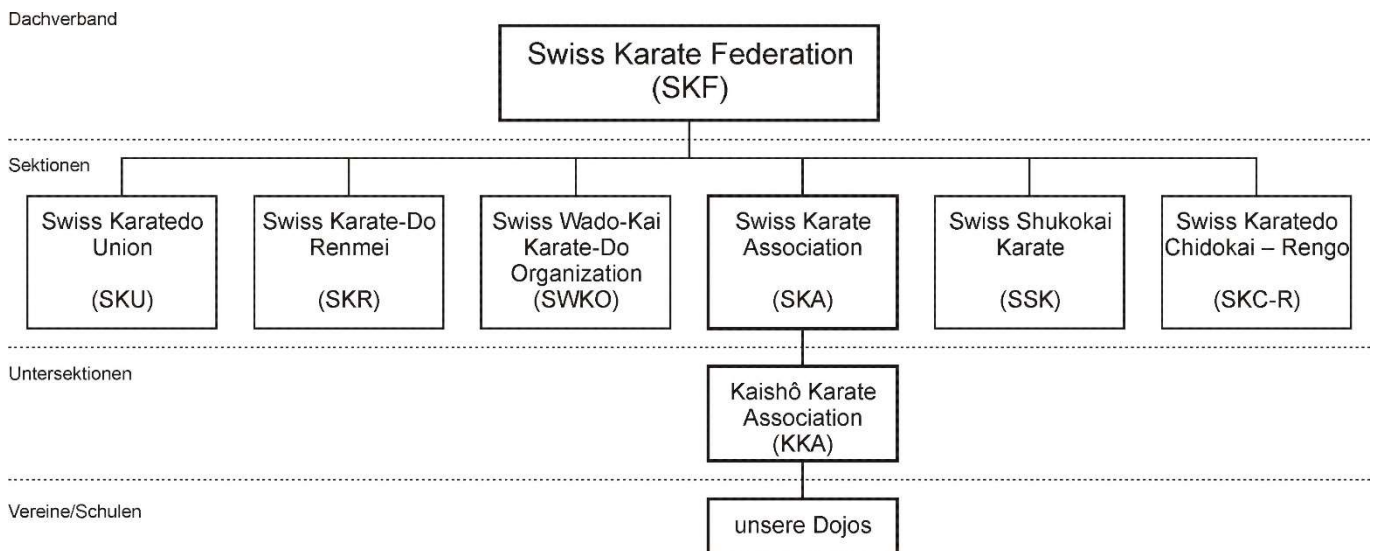 Dachverband
Swiss Karate Federation
(SKF)
Sektionen
Swiss Karatedo
Union
(SKU)
Swiss Karate-Do
Renmei
(SKR)
Swiss Wado-Kai
Karate-Do
Organization
(SWKO)
Swiss Karate
Association
(SKA)
Swiss Shukokai
Karate
(SSK)
Swiss Karatedo
Chidokai – Rengo
(SKC-R)
Untersektionen
Kaishô Karate
Association
(KKA)
Vereine/Schulen
unsere Dojos